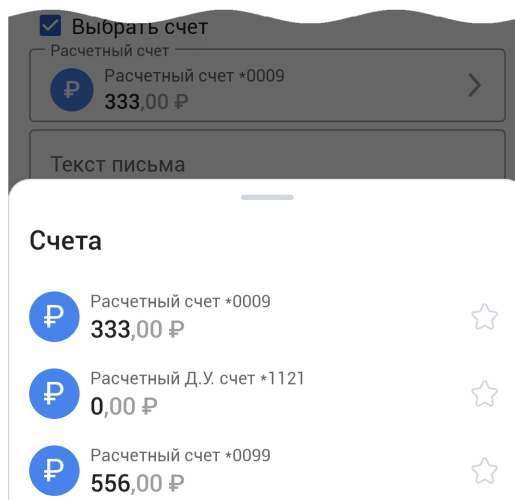 Выбрать счет
Расчетный счет
Расчетный счет *0009
333,00 ₽
Текст письма
Счета
Расчетный счет *0009
333,00 ₽
Расчетный Д.У. счет *1121
0,00 ₽
Расчетный счет *0099
556,00 ₽